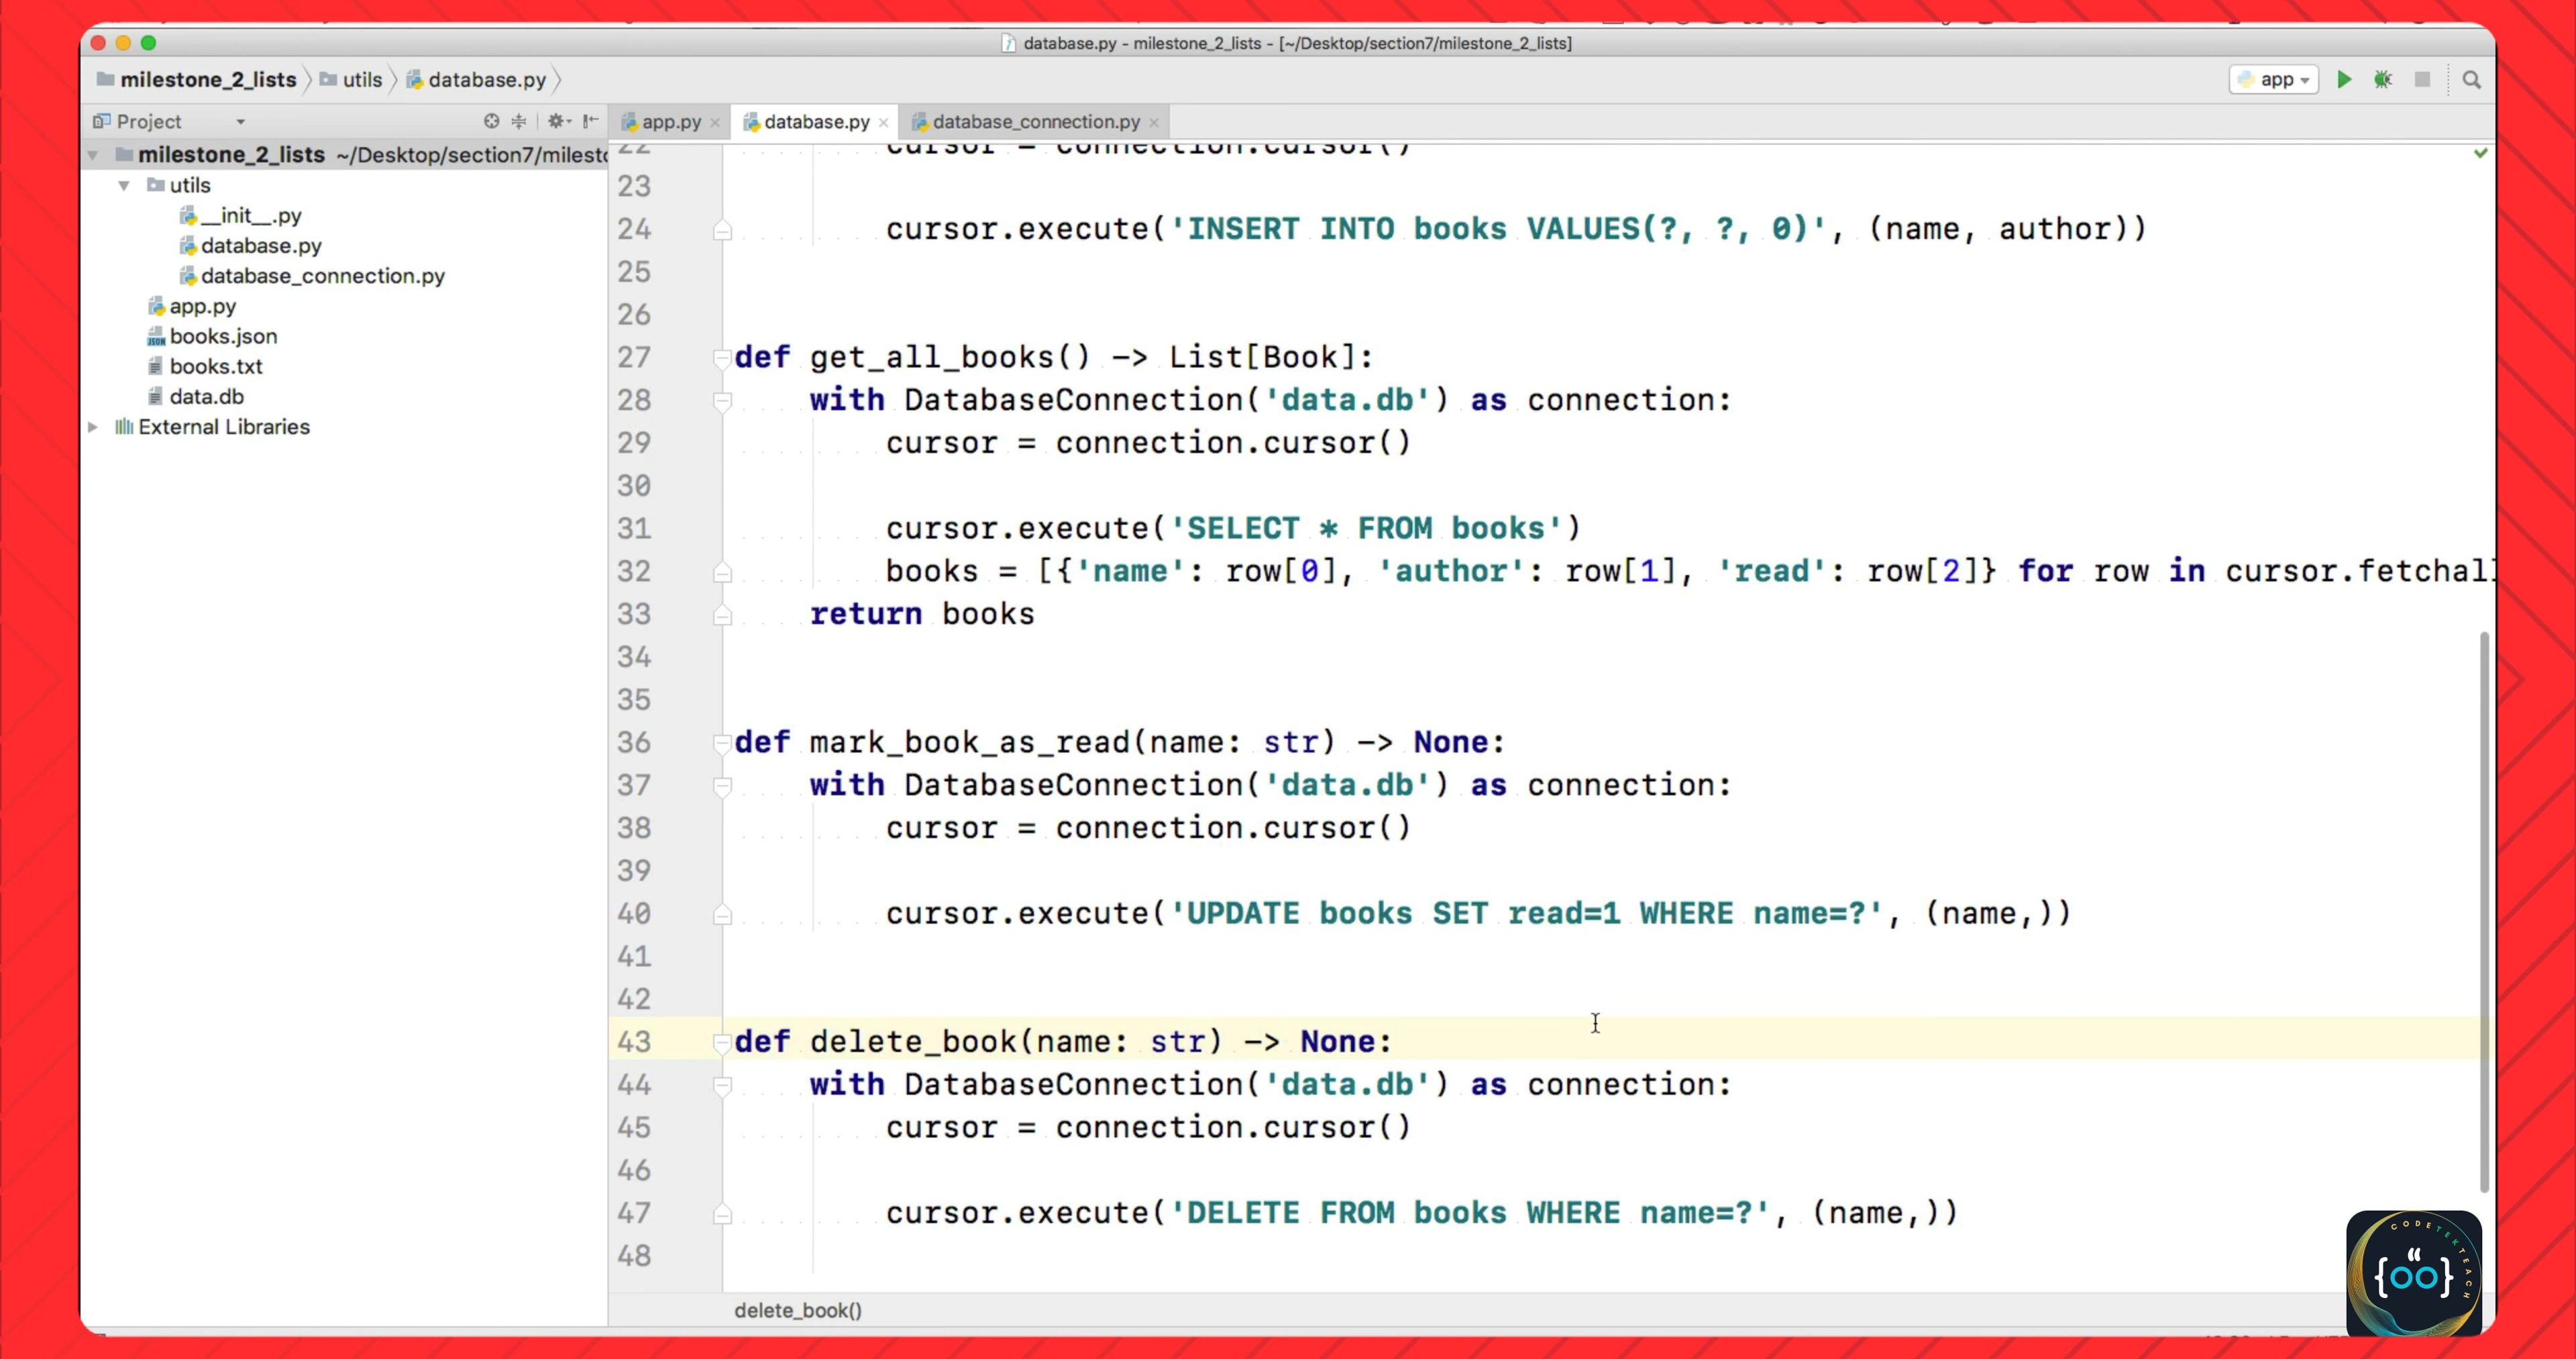 database.py - milestone_2_lists - [~/Desktop/section7/milestone_2_lists]
milestone_2_lists utils database.py
app
Project
app.py
database.py
database_connection.py
milestone_2_lists ~/Desktop/section7/milest
utils
__init__.py
database.py
database_connection.py
app.py
books.json
books.txt
data.db
External Libraries
22 cursor = connection.cursor()
23
24 cursor.execute('INSERT INTO books VALUES(?, ?, 0)', (name, author))
25
26
27 def get_all_books() -> List[Book]:
28 with DatabaseConnection('data.db') as connection:
29 cursor = connection.cursor()
30
31 cursor.execute('SELECT * FROM books')
32 books = [{'name': row[0], 'author': row[1], 'read': row[2]} for row in cursor.fetchal
33 return books
34
35
36 def mark_book_as_read(name: str) -> None:
37 with DatabaseConnection('data.db') as connection:
38 cursor = connection.cursor()
39
40 cursor.execute('UPDATE books SET read=1 WHERE name=?', (name,))
41
42
43 def delete_book(name: str) -> None:
44 with DatabaseConnection('data.db') as connection:
45 cursor = connection.cursor()
46
47 cursor.execute('DELETE FROM books WHERE name=?', (name,))
48
delete_book()
CODETEKTEACH